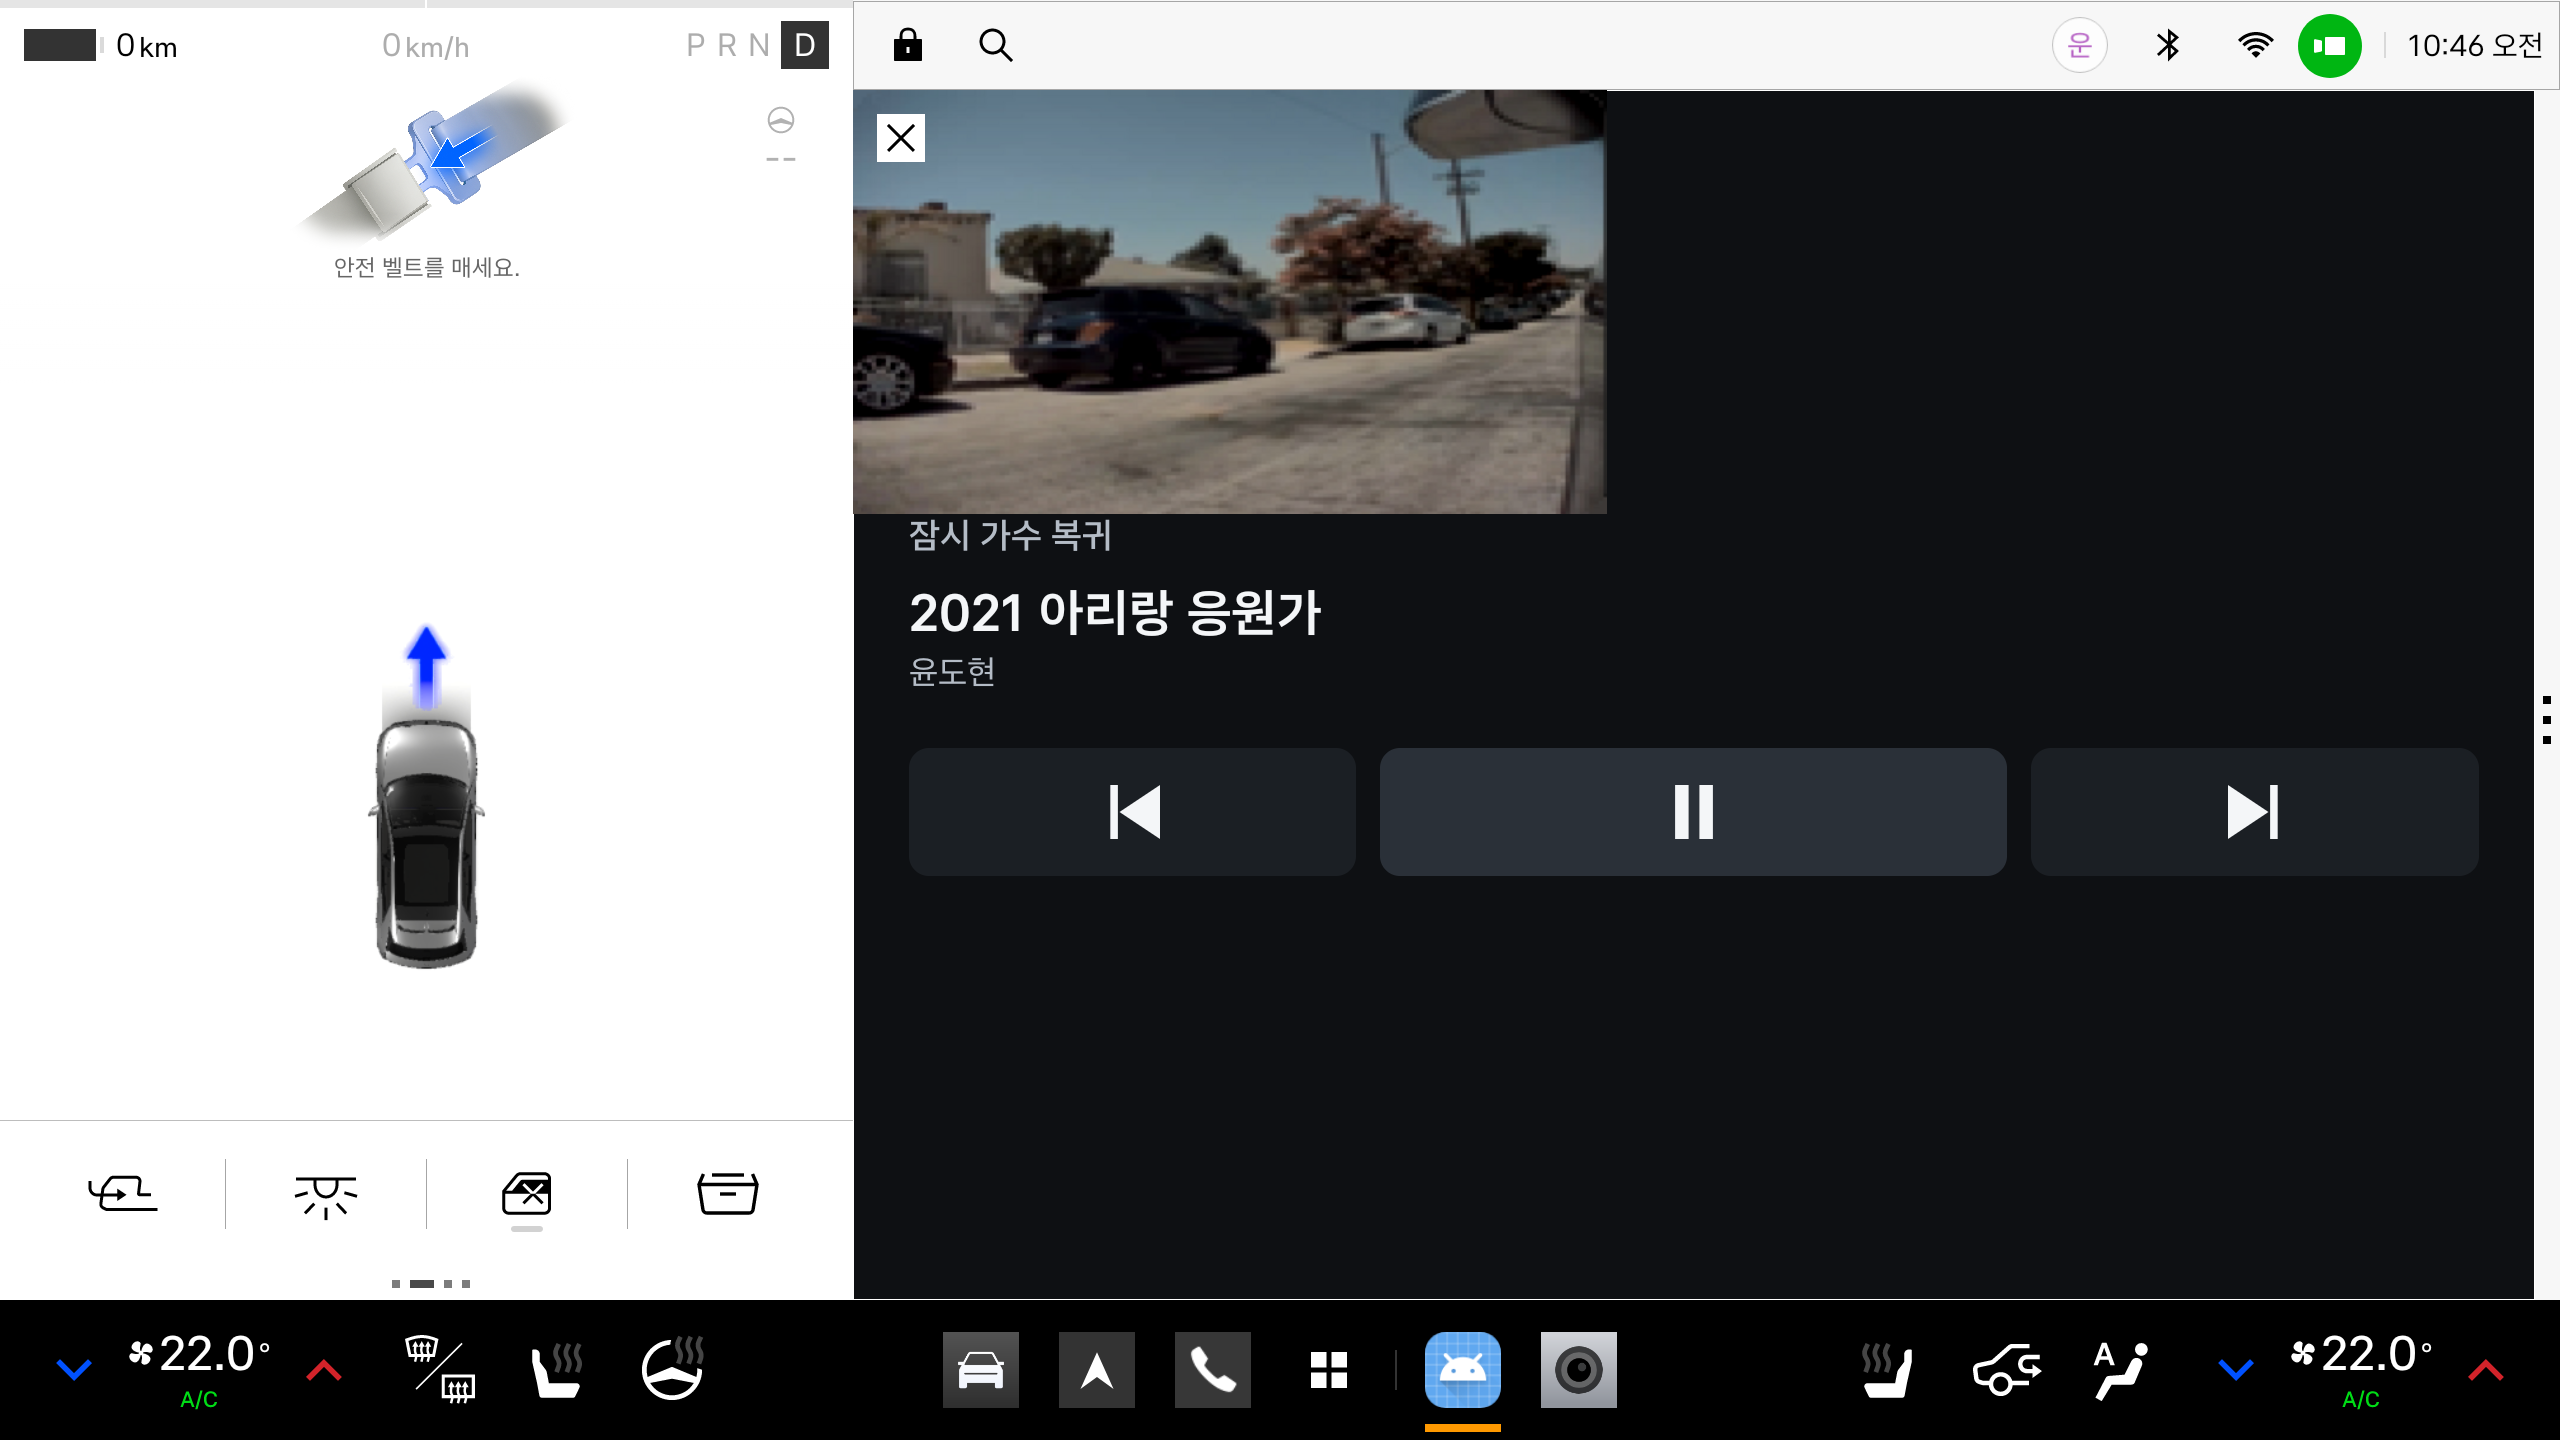 0 km
0 km/h
P R N D
운
10:46 오전
--
안전 벨트를 매세요.
잠시 가수 복귀
2021 아리랑 응원가
윤도현
22.0°
A/C
A
22.0°
A/C